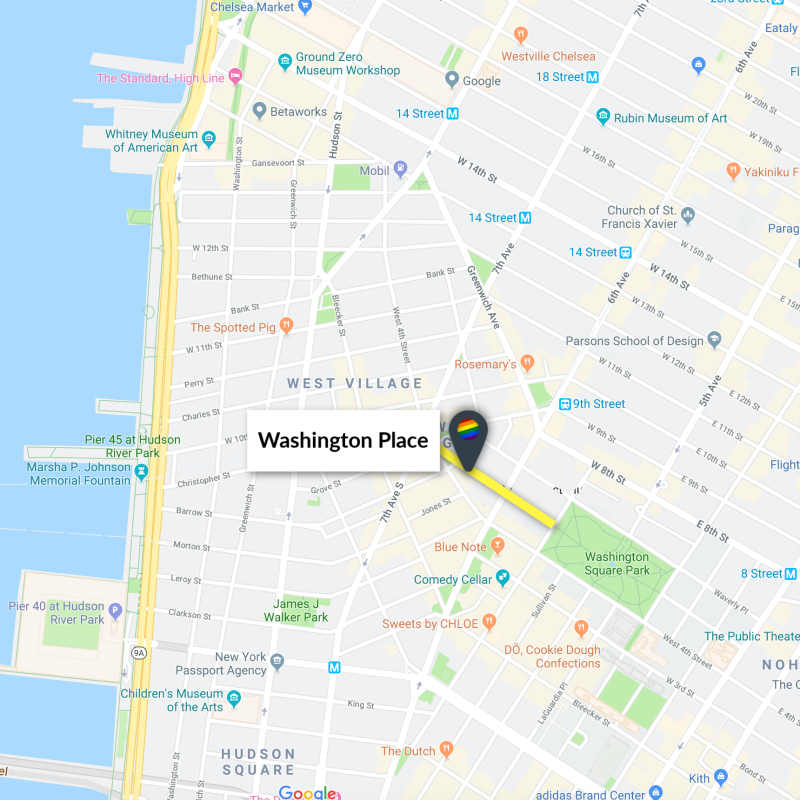 Chelsea Market
7th A
23rd Street
Eataly
Westville Chelsea
6th Ave
Ground Zero
Museum Workshop
The Standard, High Line
Google
18 Street
W 20th St
Betaworks
14 Street
Rubin Museum of Art
W 19th St
Hudson St
Whitney Museum
of American Art
Washington St
Gansevoort St
Mobil
W 14th St
W 16th St
Yakiniku F
Greenwich St
14 Street
Church of St.
Francis Xavier
Parag
W 15th St
W 12th St
7th Ave
14 Street
W 14th St
Bethune St
Bank St
Greenwich Ave
6th Ave
W 13th St
Bank St
Bleecker St
West 4th Street
The Spotted Pig
W 11th St
Parsons School of Design
W 12th St
Rosemary's
W 11th St
Perry St
WEST VILLAGE
5th Ave
E 12th St
Charles St
9th Street
E 11th St
W 10th
Washington Place
W 9th St
E 10th St
Pier 45 at Hudson
River Park
Marsha P. Johnson
Memorial Fountain
W 8th St
Flight
Christopher St
Greenwich St
Grove St
E 9th St
7th Ave S
Barrow St
Jones St
E 8th St
Morton St
Blue Note
Washington
Square Park
Leroy St
Comedy Cellar
8 Street
Pier 40 at Hudson
River Park
Clarkson St
James J
Walker Park
Sullivan St
Waverly Pl
Sweets by CHLOE
The Public Theate
9A
West 4th Street
DŌ, Cookie Dough
Confections
New York
Passport Agency
NOH
W 3rd St
The C
Children's Museum
of the Arts
King St
LaGuardia Pl
Bleecker St
E 4th S
HUDSON
SQUARE
The Dutch
Washington St
Bond St
Kith
el
Google
adidas Brand Center